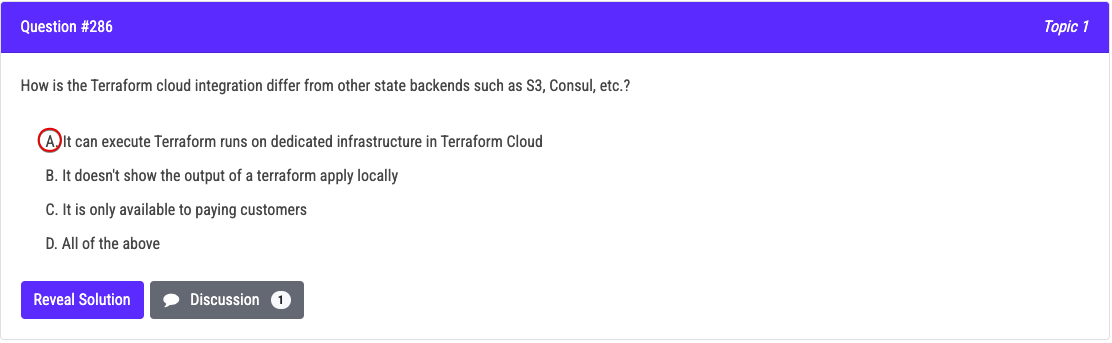 Question #286
Topic 1
How is the Terraform cloud integration differ from other state backends such as S3, Consul, etc.?
A. It can execute Terraform runs on dedicated infrastructure in Terraform Cloud
B. It doesn't show the output of a terraform apply locally
C. It is only available to paying customers
D. All of the above
Reveal Solution
Discussion 1